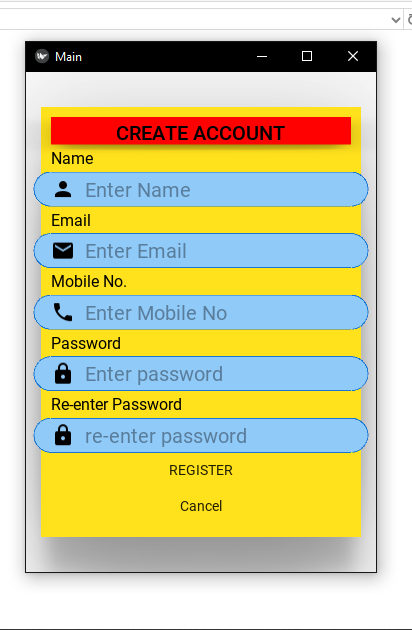 Main
CREATE ACCOUNT
Name
Enter Name
Email
Enter Email
Mobile No.
Enter Mobile No
Password
Enter password
Re-enter Password
re-enter password
REGISTER
Cancel